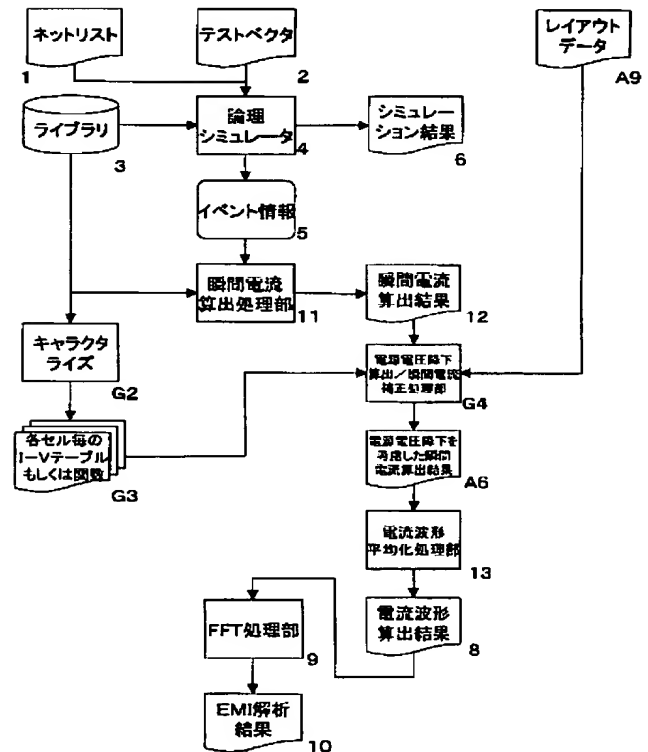 ネットリスト
1
テストベクタ
2
レイアウト
データ
A9
ライブラリ
3
論理
シミュレータ
4
シミュレー
ション結果
6
イベント情報
5
瞬間電流
算出処理部
11
瞬間電流
算出結果
12
キャラクタ
ライズ
G2
電源電圧降下
算出/瞬間電流
補正処理部
G4
各セル毎の
I-Vテーブル
もしくは関数
G3
電源電圧降下を
考慮した瞬間
電流算出結果
A6
電流波形
平均化処理部
13
電流波形
算出結果
8
FFT処理部
9
EMI解析
結果
10